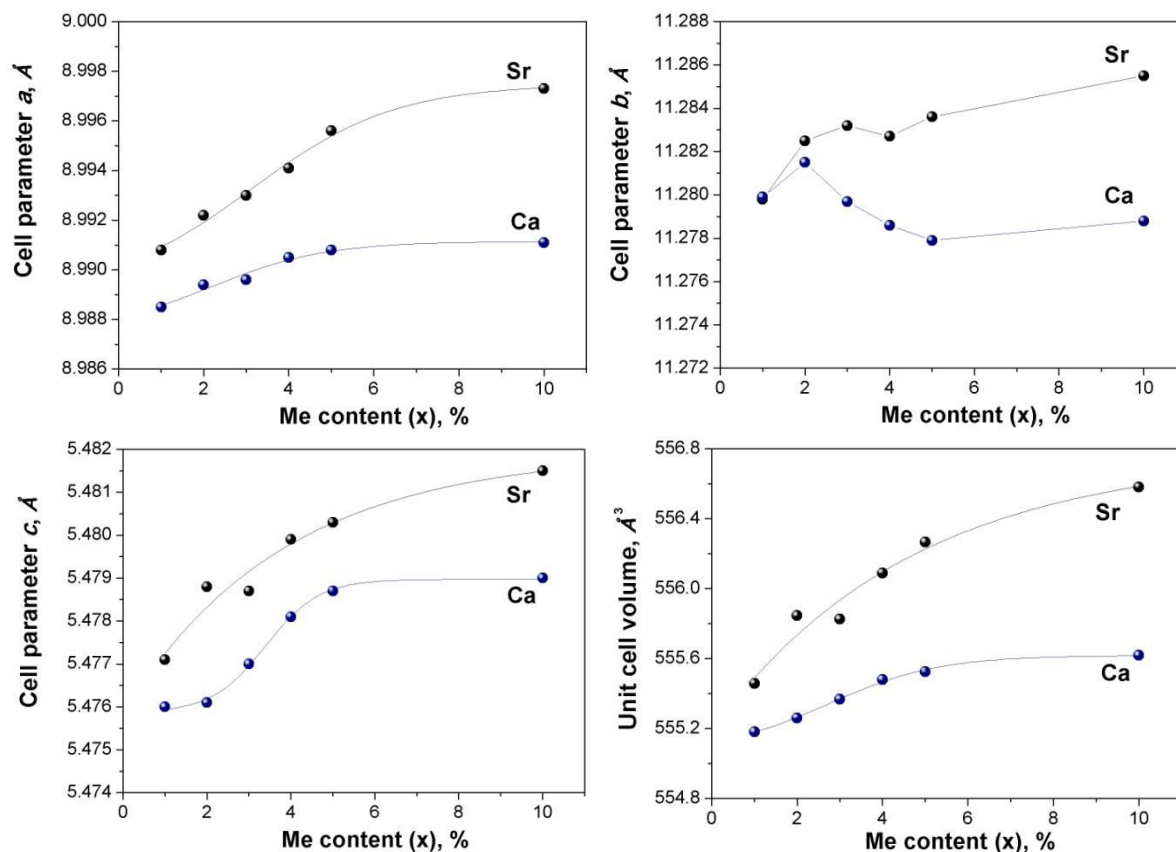 Cell parameter a, Å
9.000
8.998
8.996
8.994
8.992
8.990
8.988
8.986
Sr
Ca
0 2 4 6 8 10
Me content (x), %
Cell parameter b, Å
11.288
11.286
11.284
11.282
11.280
11.278
11.276
11.274
11.272
Sr
Ca
0 2 4 6 8 10
Me content (x), %
Cell parameter c, Å
5.482
5.481
5.480
5.479
5.478
5.477
5.476
5.475
5.474
Sr
Ca
0 2 4 6 8 10
Me content (x), %
Unit cell volume, Å³
556.8
556.4
556.0
555.6
555.2
554.8
Sr
Ca
0 2 4 6 8 10
Me content (x), %